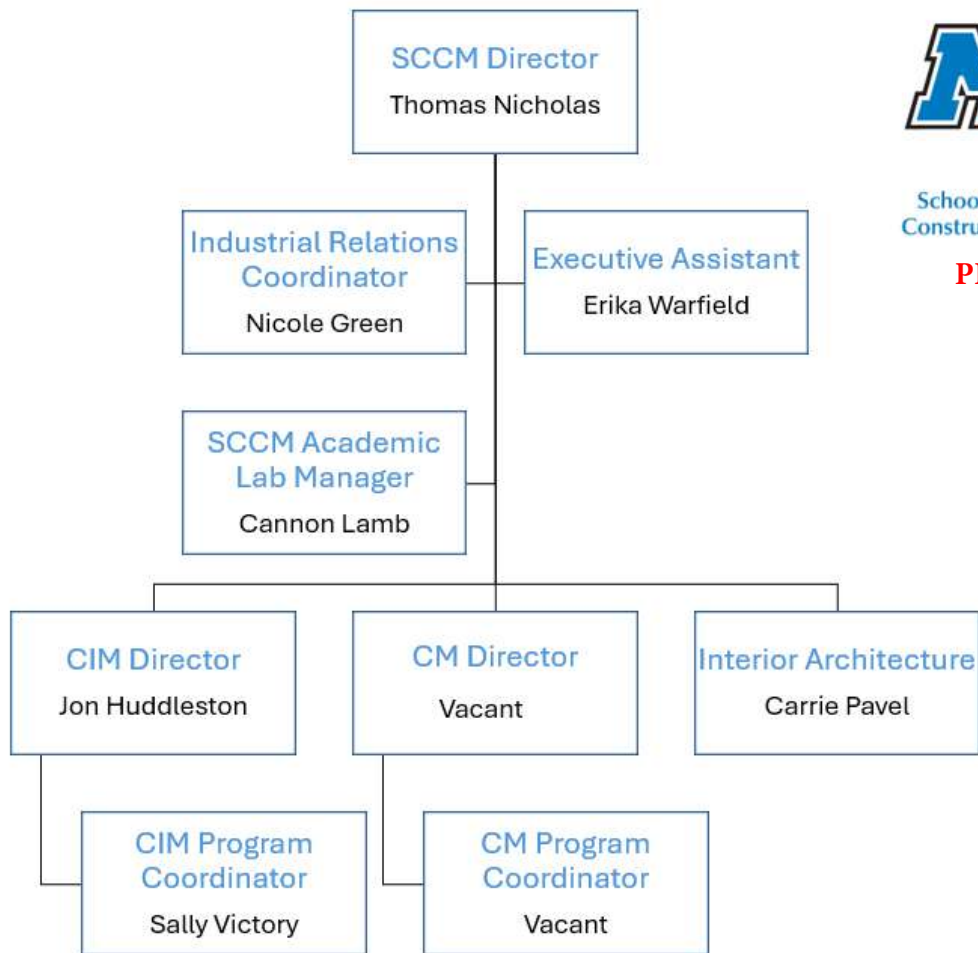 SCCM Director
Thomas Nicholas
Industrial Relations
Coordinator
Nicole Green
Executive Assistant
Erika Warfield
SCCM Academic
Lab Manager
Cannon Lamb
CIM Director
Jon Huddleston
CM Director
Vacant
Interior Architecture
Carrie Pavel
CIM Program
Coordinator
Sally Victory
CM Program
Coordinator
Vacant